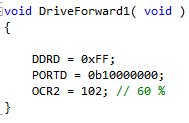 void DriveForward1( void )
{
DDRD = 0xFF;
PORTD = 0b10000000;
OCR2 = 102; // 60 %
}